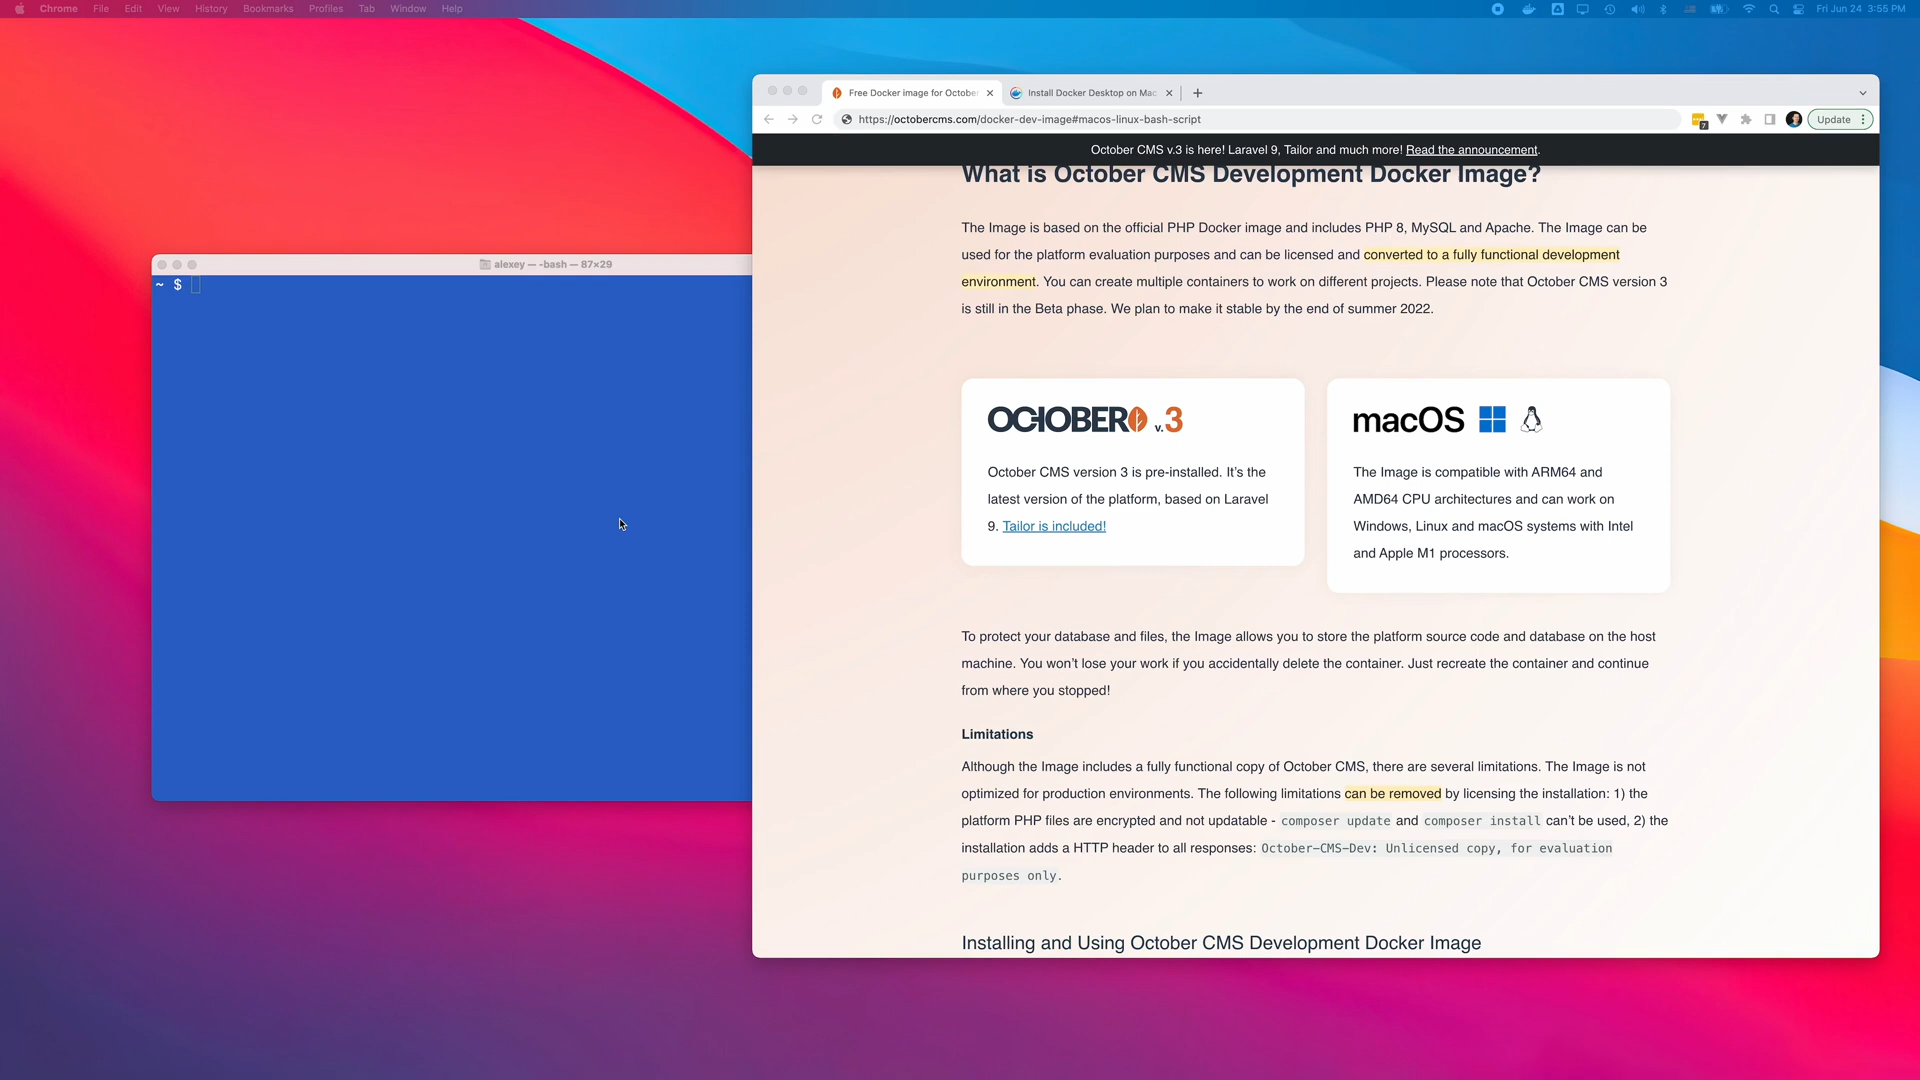 Chrome File Edit View History Bookmarks Profiles Tab Window Help
Fri Jun 24 3:55 PM
alexey — -bash — 87×29
~ $
Free Docker image for October
Install Docker Desktop on Mac
https://octobercms.com/docker-dev-image#macos-linux-bash-script
7
Update
October CMS v.3 is here! Laravel 9, Tailor and much more! Read the announcement.
What is October CMS Development Docker Image?
The Image is based on the official PHP Docker image and includes PHP 8, MySQL and Apache. The Image can be
used for the platform evaluation purposes and can be licensed and converted to a fully functional development
environment. You can create multiple containers to work on different projects. Please note that October CMS version 3
is still in the Beta phase. We plan to make it stable by the end of summer 2022.
OCTOBER v.3
October CMS version 3 is pre-installed. It’s the
latest version of the platform, based on Laravel
9. Tailor is included!
macOS
The Image is compatible with ARM64 and
AMD64 CPU architectures and can work on
Windows, Linux and macOS systems with Intel
and Apple M1 processors.
To protect your database and files, the Image allows you to store the platform source code and database on the host
machine. You won’t lose your work if you accidentally delete the container. Just recreate the container and continue
from where you stopped!
Limitations
Although the Image includes a fully functional copy of October CMS, there are several limitations. The Image is not
optimized for production environments. The following limitations can be removed by licensing the installation: 1) the
platform PHP files are encrypted and not updatable - composer update and composer install can’t be used, 2) the
installation adds a HTTP header to all responses: October-CMS-Dev: Unlicensed copy, for evaluation
purposes only.
Installing and Using October CMS Development Docker Image